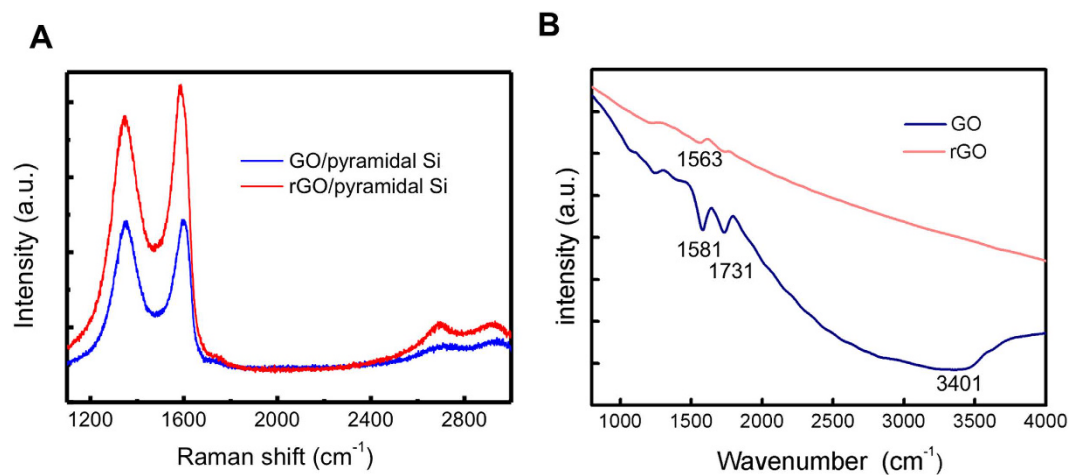 A
Intensity (a.u.)
GO/pyramidal Si
rGO/pyramidal Si
1200 1600 2000 2400 2800
Raman shift (cm⁻¹)
B
intensity (a.u.)
GO
rGO
1563
1581
1731
3401
1000 1500 2000 2500 3000 3500 4000
Wavenumber (cm⁻¹)